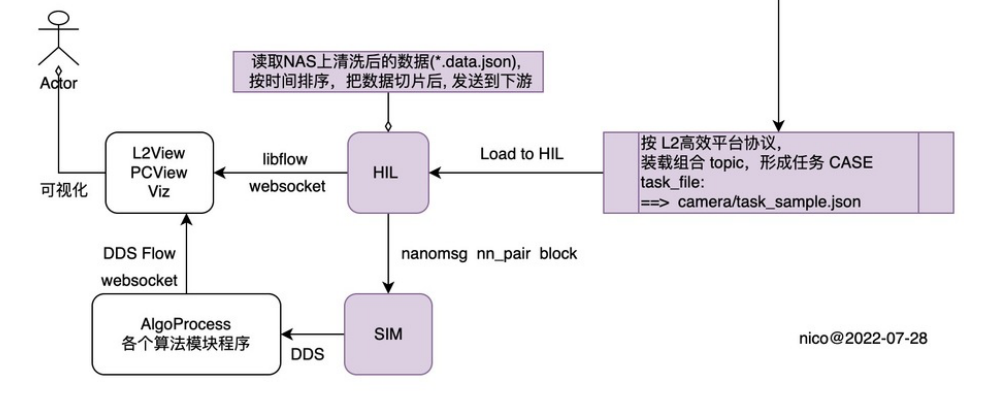 Actor
读取NAS上清洗后的数据(*.data.json),
按时间排序，把数据切片后, 发送到下游
按 L2高效平台协议,
装载组合 topic，形成任务 CASE
task_file:
==> camera/task_sample.json
L2View
PCView
Viz
libflow
websocket
HIL
Load to HIL
可视化
DDS Flow
websocket
nanomsg nn_pair block
AlgoProcess
各个算法模块程序
DDS
SIM
nico@2022-07-28